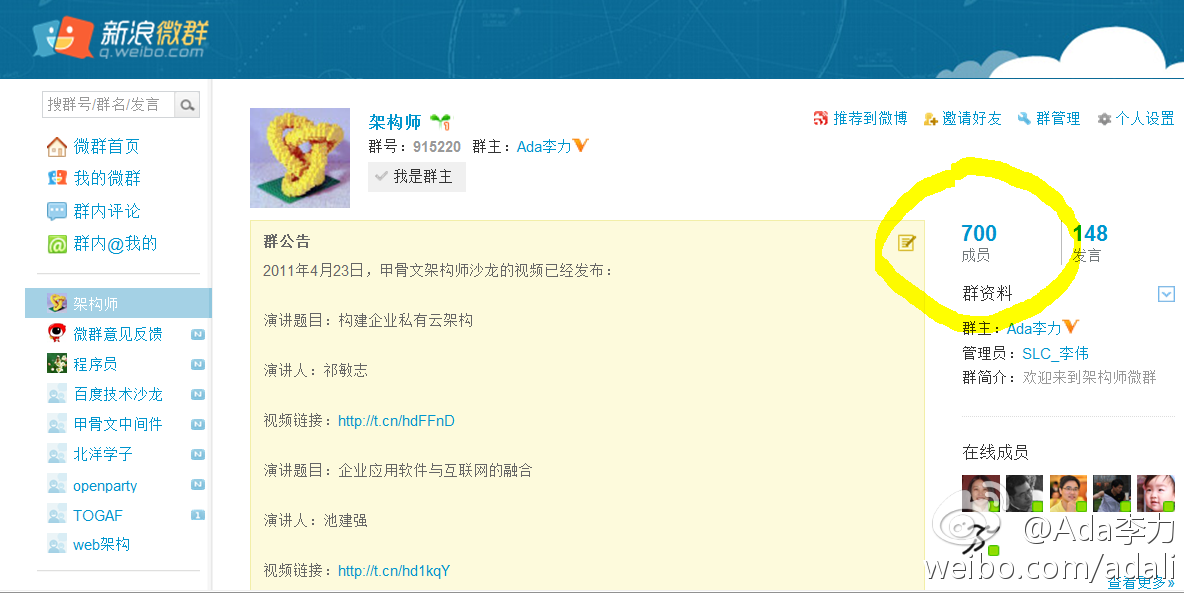 新浪微群
q.weibo.com
搜群号/群名/发言
微群首页
我的微群
群内评论
群内@我的
架构师
微群意见反馈
程序员
百度技术沙龙
甲骨文中间件
北洋学子
openparty
TOGAF
1
web架构
架构师
1
群号：915220 群主：Ada李力
我是群主
推荐到微博 邀请好友 群管理 个人设置
群公告
2011年4月23日，甲骨文架构师沙龙的视频已经发布：
演讲题目：构建企业私有云架构
演讲人：祁敏志
视频链接：http://t.cn/hdFFnD
演讲题目：企业应用软件与互联网的融合
演讲人：池建强
视频链接：http://t.cn/hd1kqY
700 148
成员 发言
群资料
群主：Ada李力
管理员：SLC_李伟
群简介：欢迎来到架构师微群
在线成员
@Ada李力
weibo.com/adali
查看更多»